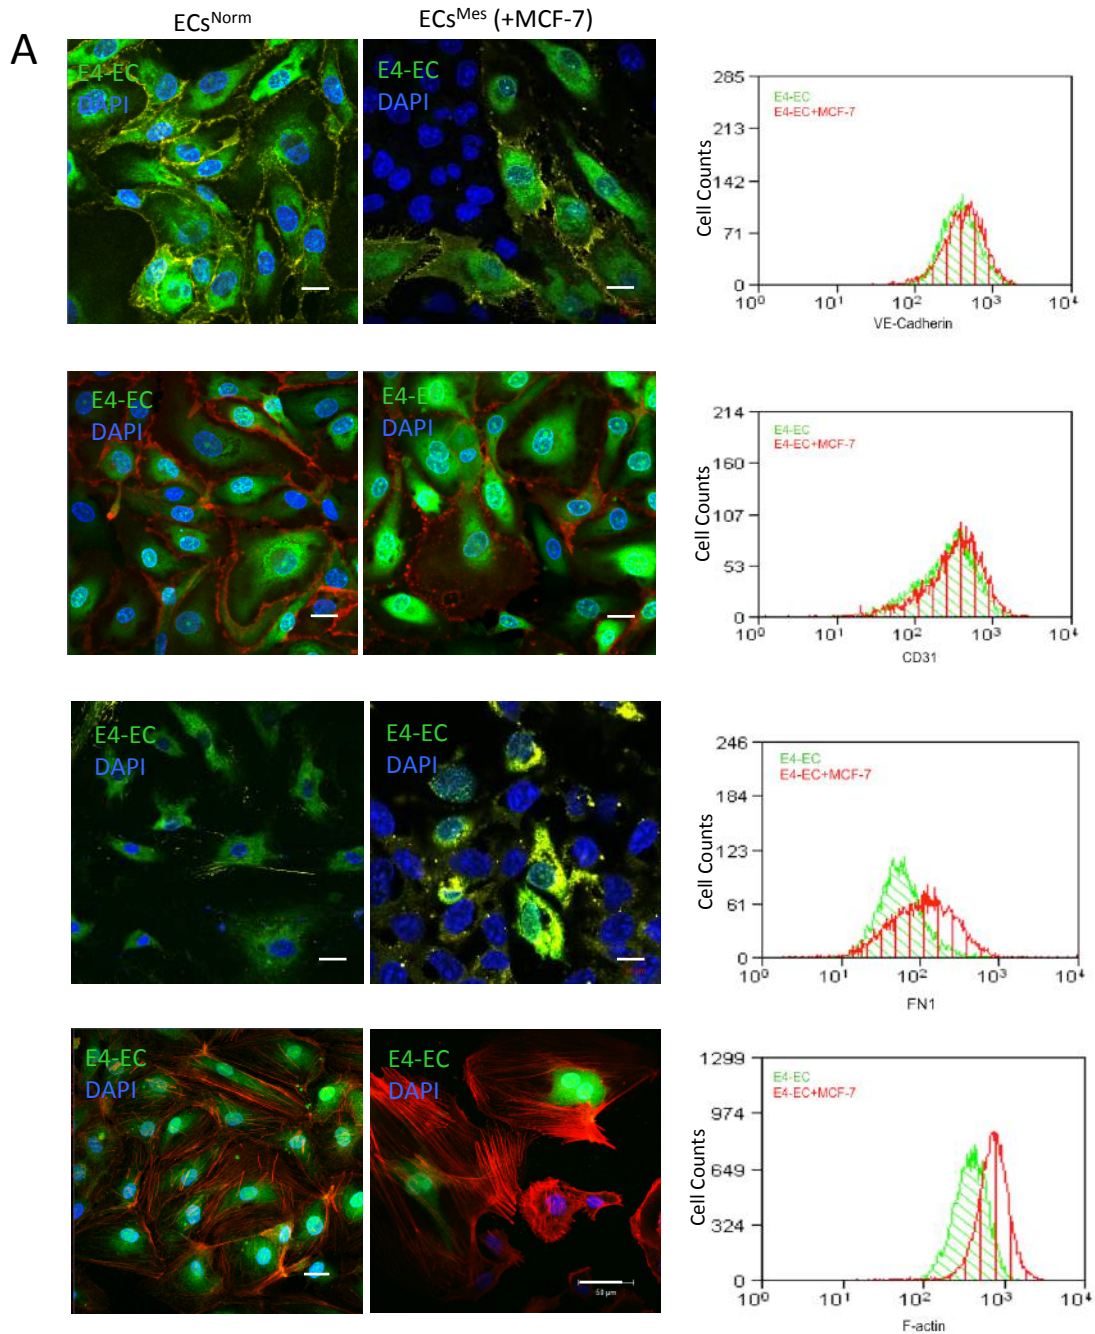 A
ECsNorm
ECsMes (+MCF-7)
E4-EC
DAPI
E4-EC
DAPI
285
213
142
71
0
Cell Counts
E4-EC
E4-EC+MCF-7
100 101 102 103 104
VE-Cadherin
E4-EC
DAPI
E4-EC
DAPI
214
160
107
53
0
Cell Counts
E4-EC
E4-EC+MCF-7
100 101 102 103 104
CD31
E4-EC
DAPI
E4-EC
DAPI
246
184
123
61
0
Cell Counts
E4-EC
E4-EC+MCF-7
100 101 102 103 104
FN1
E4-EC
DAPI
E4-EC
DAPI
50 µm
1299
974
649
324
0
Cell Counts
E4-EC
E4-EC+MCF-7
100 101 102 103 104
F-actin